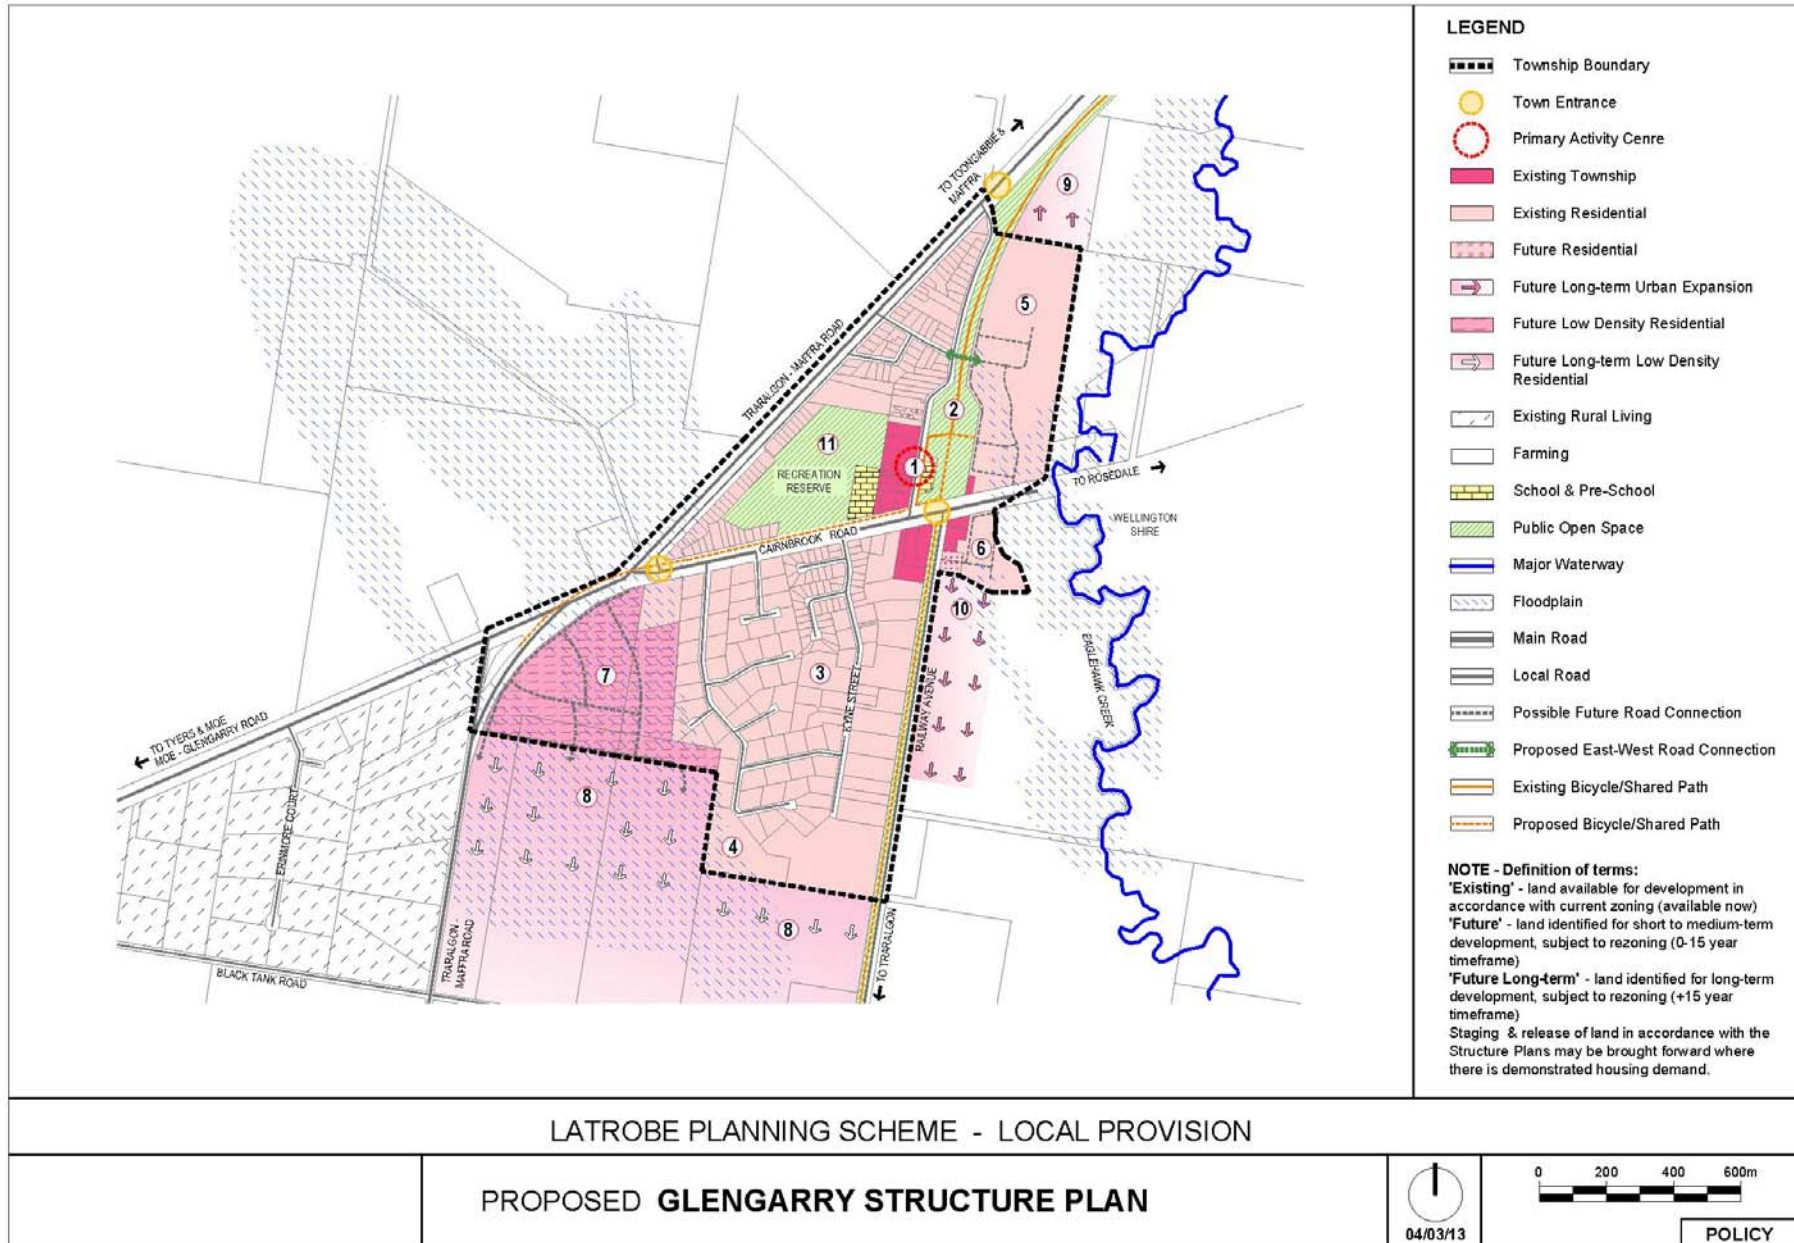 LEGEND
Township Boundary
Town Entrance
Primary Activity Cenre
Existing Township
Existing Residential
Future Residential
Future Long-term Urban Expansion
Future Low Density Residential
Future Long-term Low Density
Residential
Existing Rural Living
Farming
School & Pre-School
Public Open Space
Major Waterway
Floodplain
Main Road
Local Road
Possible Future Road Connection
Proposed East-West Road Connection
Existing Bicycle/Shared Path
Proposed Bicycle/Shared Path
NOTE - Definition of terms:
'Existing' - land available for development in
accordance with current zoning (available now)
'Future' - land identified for short to medium-term
development, subject to rezoning (0-15 year
timeframe)
'Future Long-term' - land identified for long-term
development, subject to rezoning (+15 year
timeframe)
Staging & release of land in accordance with the
Structure Plans may be brought forward where
there is demonstrated housing demand.
TO TOONGABBIE &
MAFFRA
9
5
TRARALGON - MAFFRA ROAD
2
11
RECREATION
RESERVE
1
TO ROSEDALE
WELLINGTON
SHIRE
CAIRNBROOK ROAD
6
10
EAGLEHAWK CREEK
7
3
KYNE STREET
RAILWAY AVENUE
TO TYERS & MOE
MOE - GLENGARRY ROAD
8
ERINMORE COURT
4
8
TRARALGON -
MAFFRA ROAD
TO TRARALGON
BLACK TANK ROAD
LATROBE PLANNING SCHEME - LOCAL PROVISION
PROPOSED GLENGARRY STRUCTURE PLAN
04/03/13
0 200 400 600m
POLICY